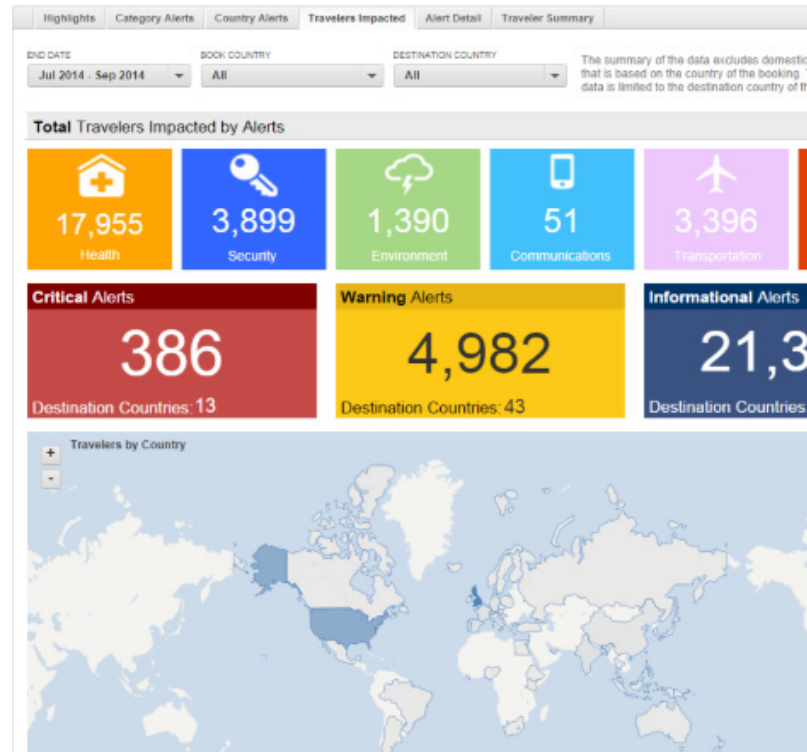 Highlights Category Alerts Country Alerts Travelers Impacted Alert Detail Traveler Summary
END DATE BOOK COUNTRY DESTINATION COUNTRY
Jul 2014 - Sep 2014 All All
The summary of the data excludes domestic
that is based on the country of the booking.
data is limited to the destination country of th
Total Travelers Impacted by Alerts
17,955 3,899 1,390 51 3,396
Health Security Environment Communications Transportation
Critical Alerts Warning Alerts Informational Alerts
386 4,982 21,3
Destination Countries: 13 Destination Countries: 43 Destination Countries
+ Travelers by Country
-